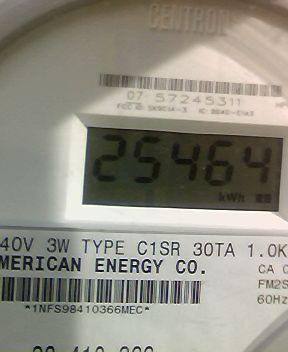 CENTRON
07 57245311
25464
kWh
40V 3W TYPE C1SR 30TA 1.0K
MERICAN ENERGY CO.
CA 0
FM2S
60Hz
*1NFS98410366MEC*